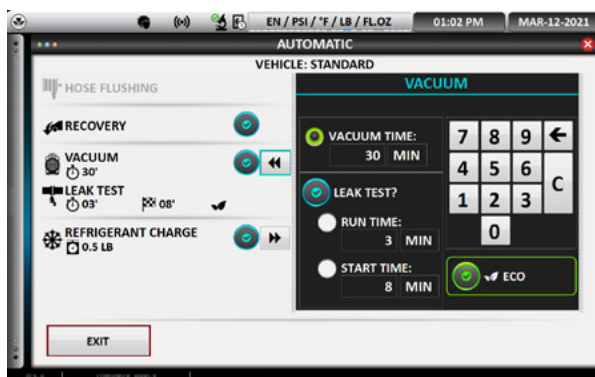 EN / PSI / °F / LB / FL.OZ
01:02 PM
MAR-12-2021
AUTOMATIC
VEHICLE: STANDARD
HOSE FLUSHING
RECOVERY
VACUUM
30'
LEAK TEST
03' 08'
REFRIGERANT CHARGE
0.5 LB
EXIT
VACUUM
VACUUM TIME:
30 MIN
LEAK TEST?
RUN TIME:
3 MIN
START TIME:
8 MIN
7 8 9
4 5 6 C
1 2 3
0
ECO